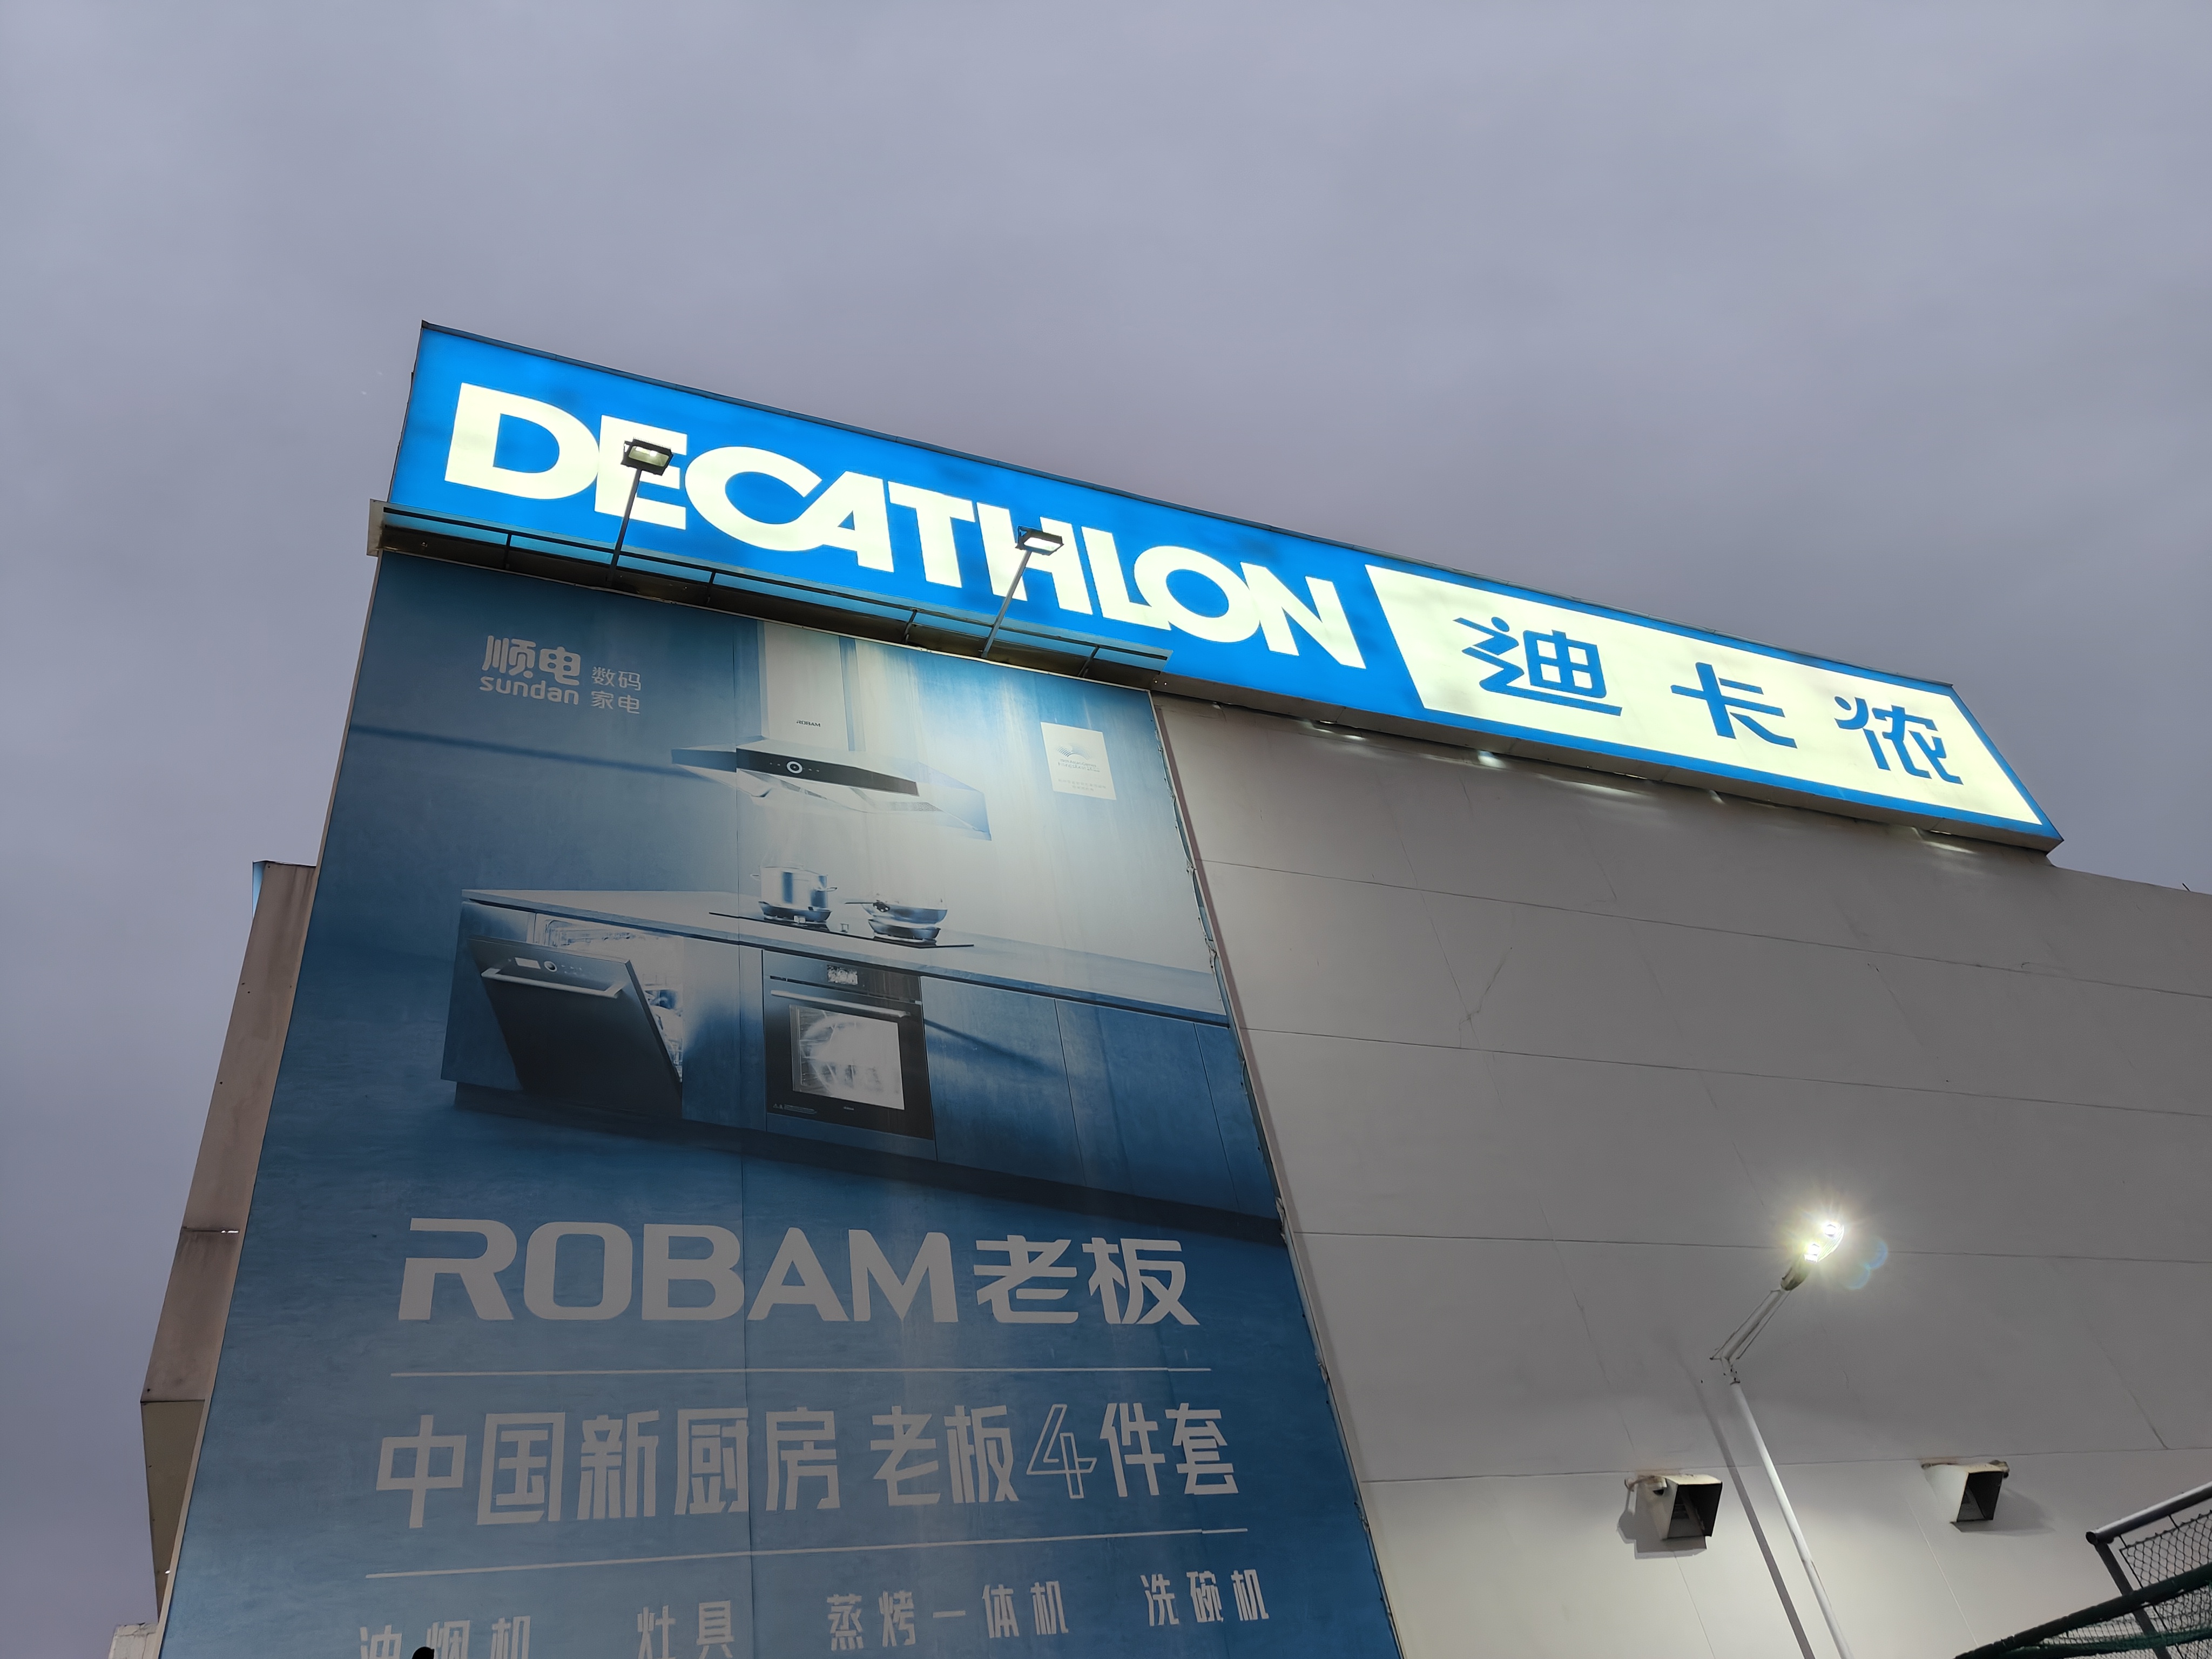 DECATHLON 迪卡侬
顺电 数码
sundan 家电
ROBAM
ROBAM老板
中国新厨房 老板4件套
油烟机 灶具 蒸烤一体机 洗碗机